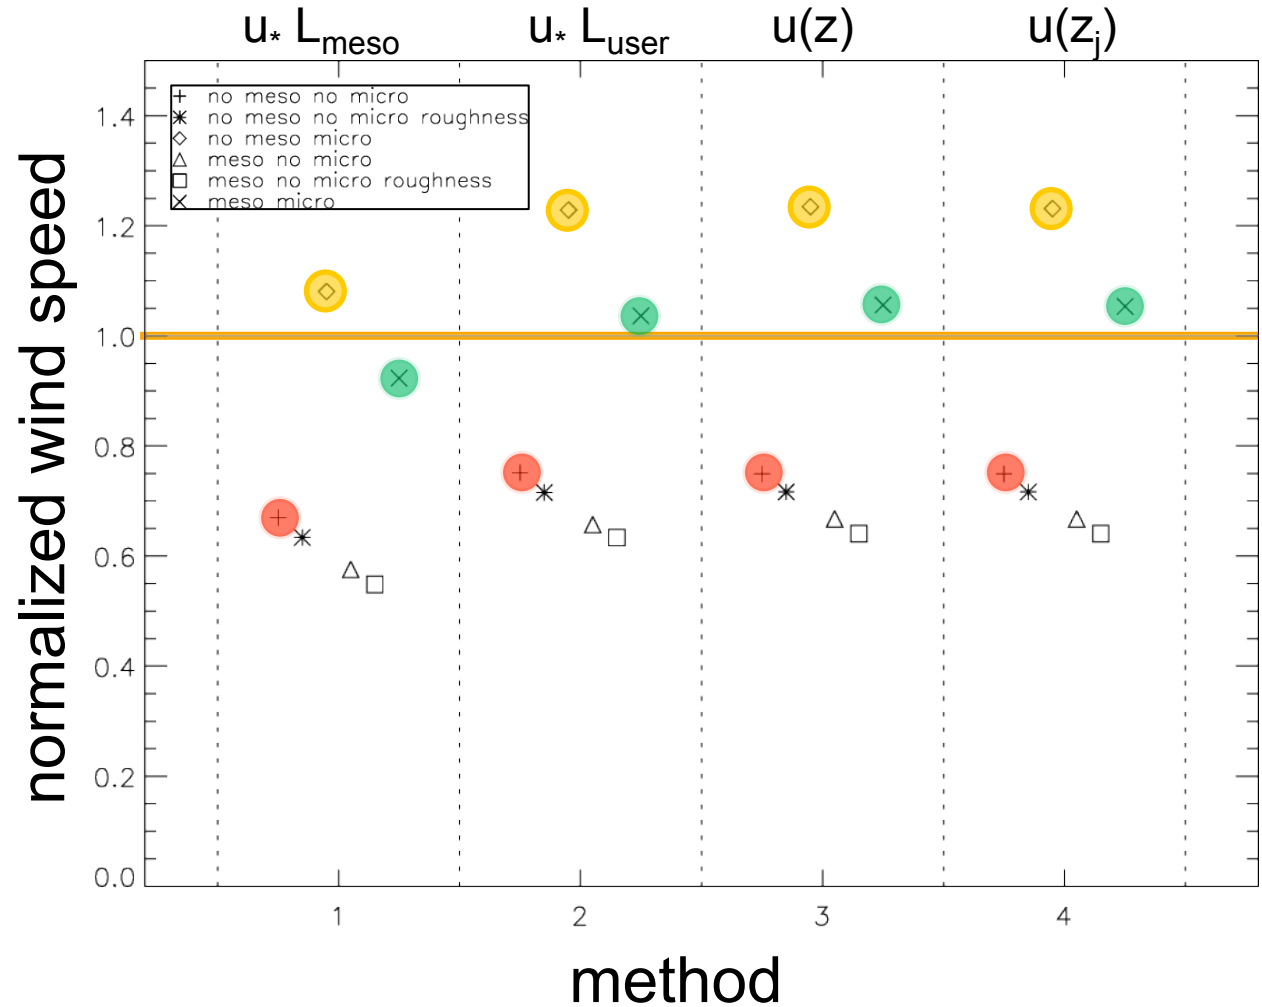 u* Lmeso u* Luser u(z) u(zj)
no meso no micro
no meso no micro roughness
no meso micro
meso no micro
meso no micro roughness
meso micro
normalized wind speed
1.4
1.2
1.0
0.8
0.6
0.4
0.2
0.0
1 2 3 4
method